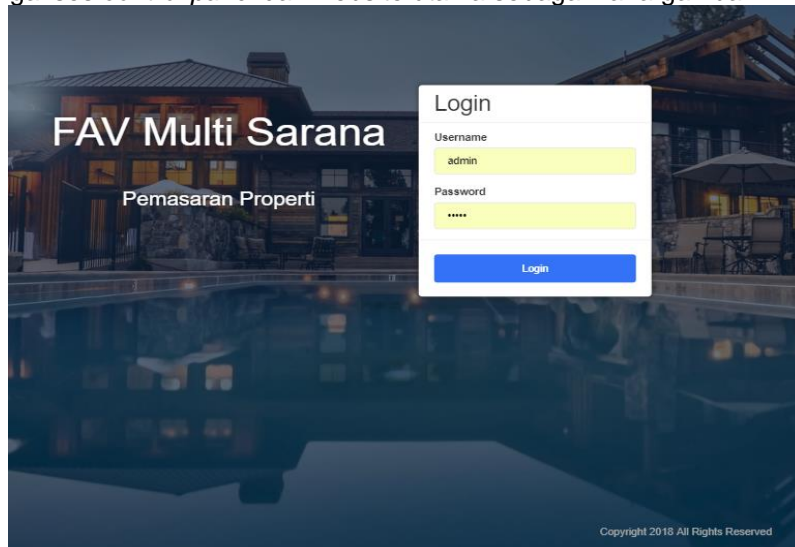 FAV Multi Sarana
Pemasaran Properti
Login
Username
admin
Password
•••••
Login
Copyright 2018 All Rights Reserved